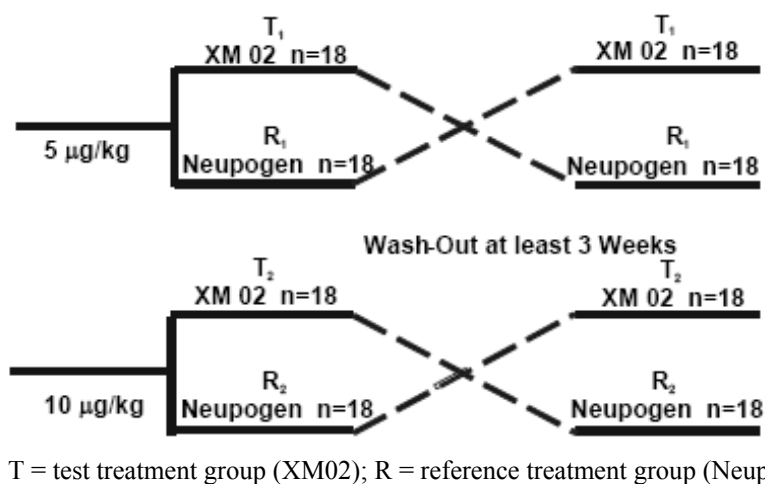 T₁ T₁
XM 02 n=18 XM 02 n=18
5 µg/kg
R₁ R₁
Neupogen n=18 Neupogen n=18
Wash-Out at least 3 Weeks
T₂ T₂
XM 02 n=18 XM 02 n=18
10 µg/kg
R₂ R₂
Neupogen n=18 Neupogen n=18
T = test treatment group (XM02); R = reference treatment group (Neup